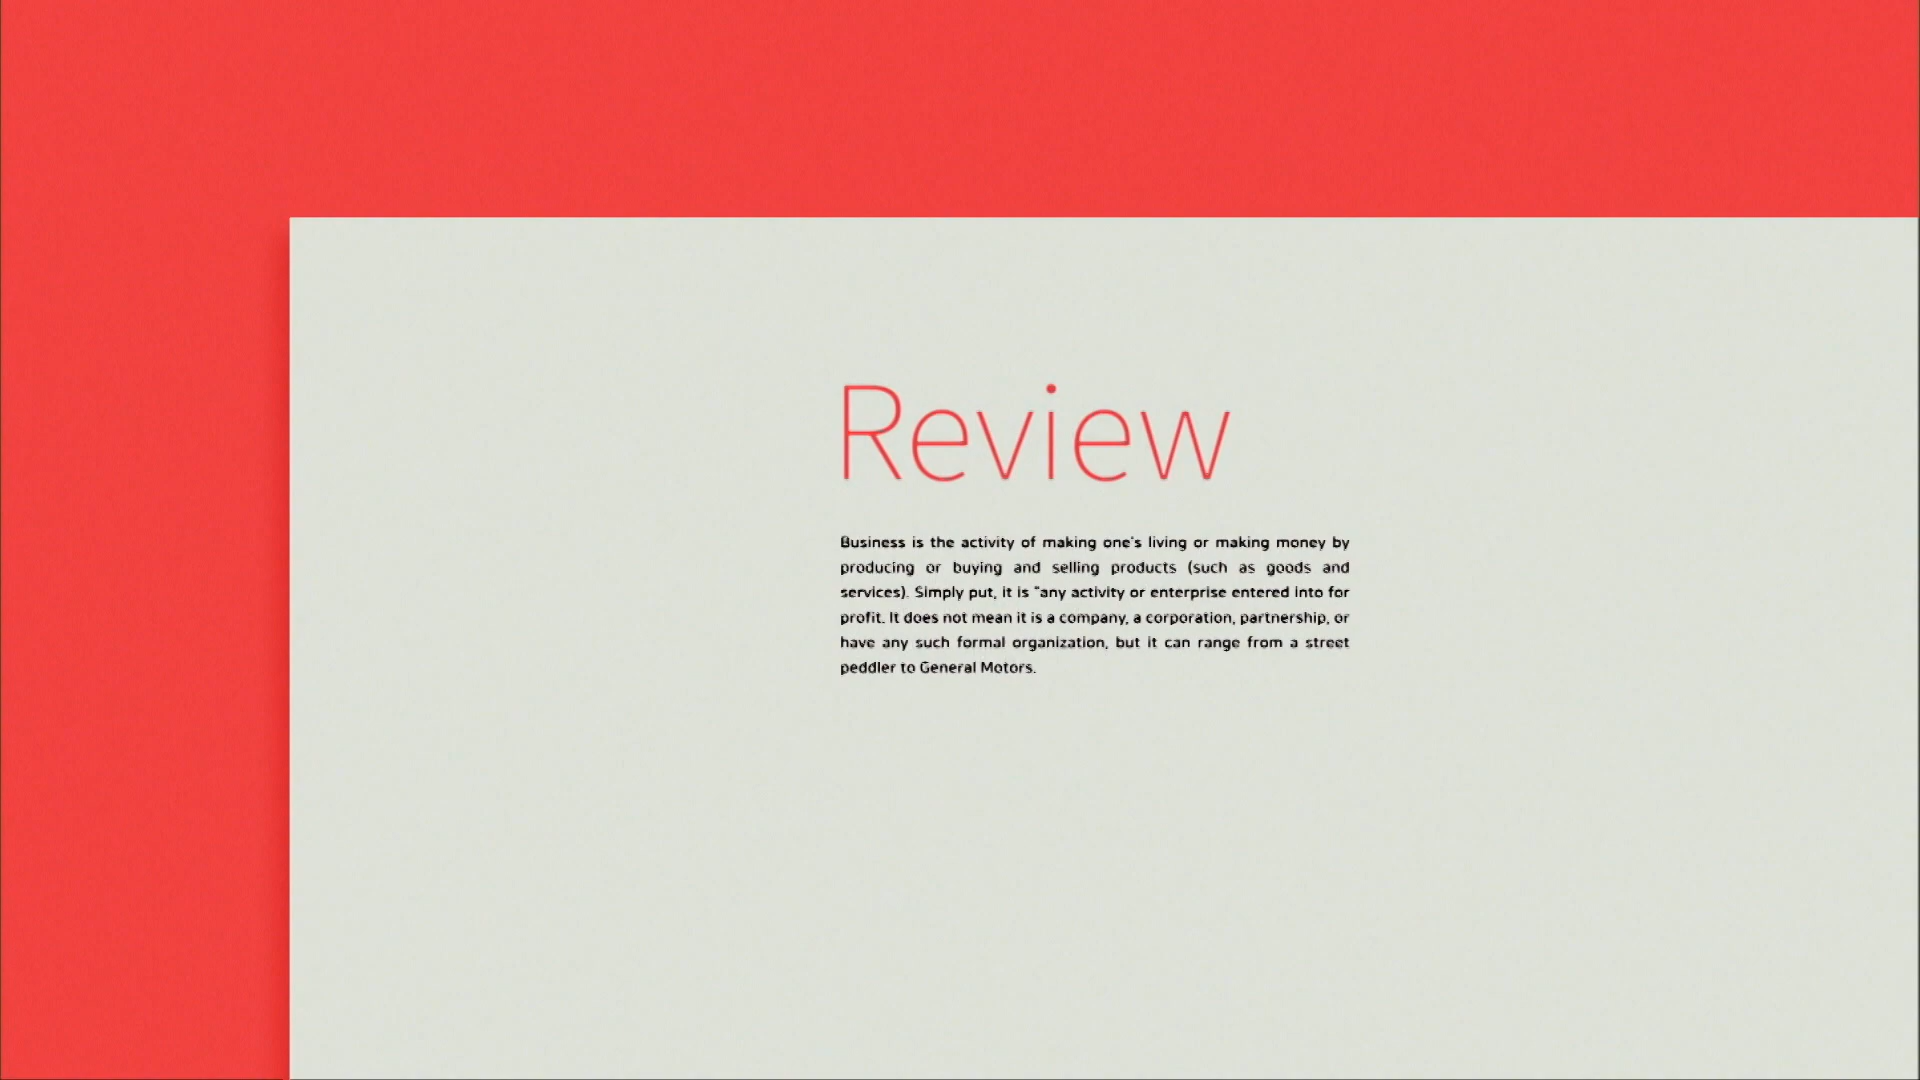 Review
Business is the activity of making one's living or making money by
producing or buying and selling products (such as goods and
services). Simply put, it is "any activity or enterprise entered into for
profit. It does not mean it is a company, a corporation, partnership, or
have any such formal organization, but it can range from a street
peddler to General Motors.